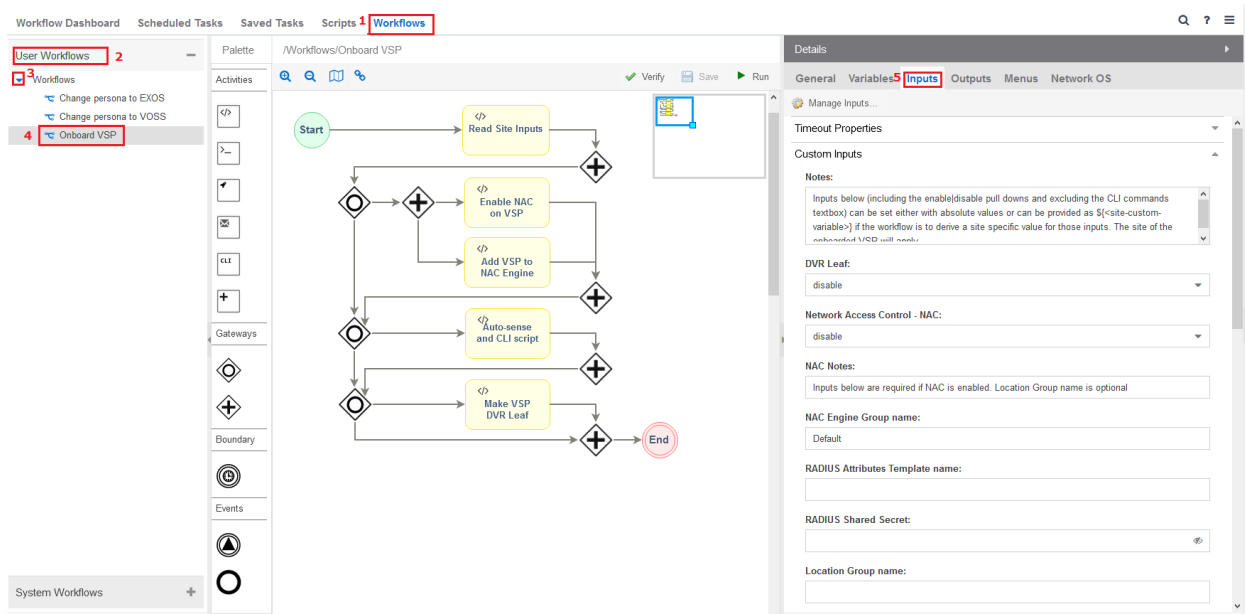 Workflow Dashboard Scheduled Tasks Saved Tasks Scripts 1 Workflows ?
User Workflows 2
3 Workflows
Change persona to EXOS
Change persona to VOSS
4 Onboard VSP
System Workflows
Palette
Activities
CLI
Gateways
Boundary
Events
/Workflows/Onboard VSP
Verify Save Run
Start
Read Site Inputs
Enable NAC
on VSP
Add VSP to
NAC Engine
Auto-sense
and CLI script
Make VSP
DVR Leaf
End
Details
General Variables 5 Inputs Outputs Menus Network OS
Manage Inputs...
Timeout Properties
Custom Inputs
Notes:
Inputs below (including the enable|disable pull downs and excluding the CLI commands
textbox) can be set either with absolute values or can be provided as ${<site-custom-
variable>} if the workflow is to derive a site specific value for those inputs. The site of the
onboarded VSP will apply
DVR Leaf:
disable
Network Access Control - NAC:
disable
NAC Notes:
Inputs below are required if NAC is enabled. Location Group name is optional
NAC Engine Group name:
Default
RADIUS Attributes Template name:
RADIUS Shared Secret:
Location Group name: